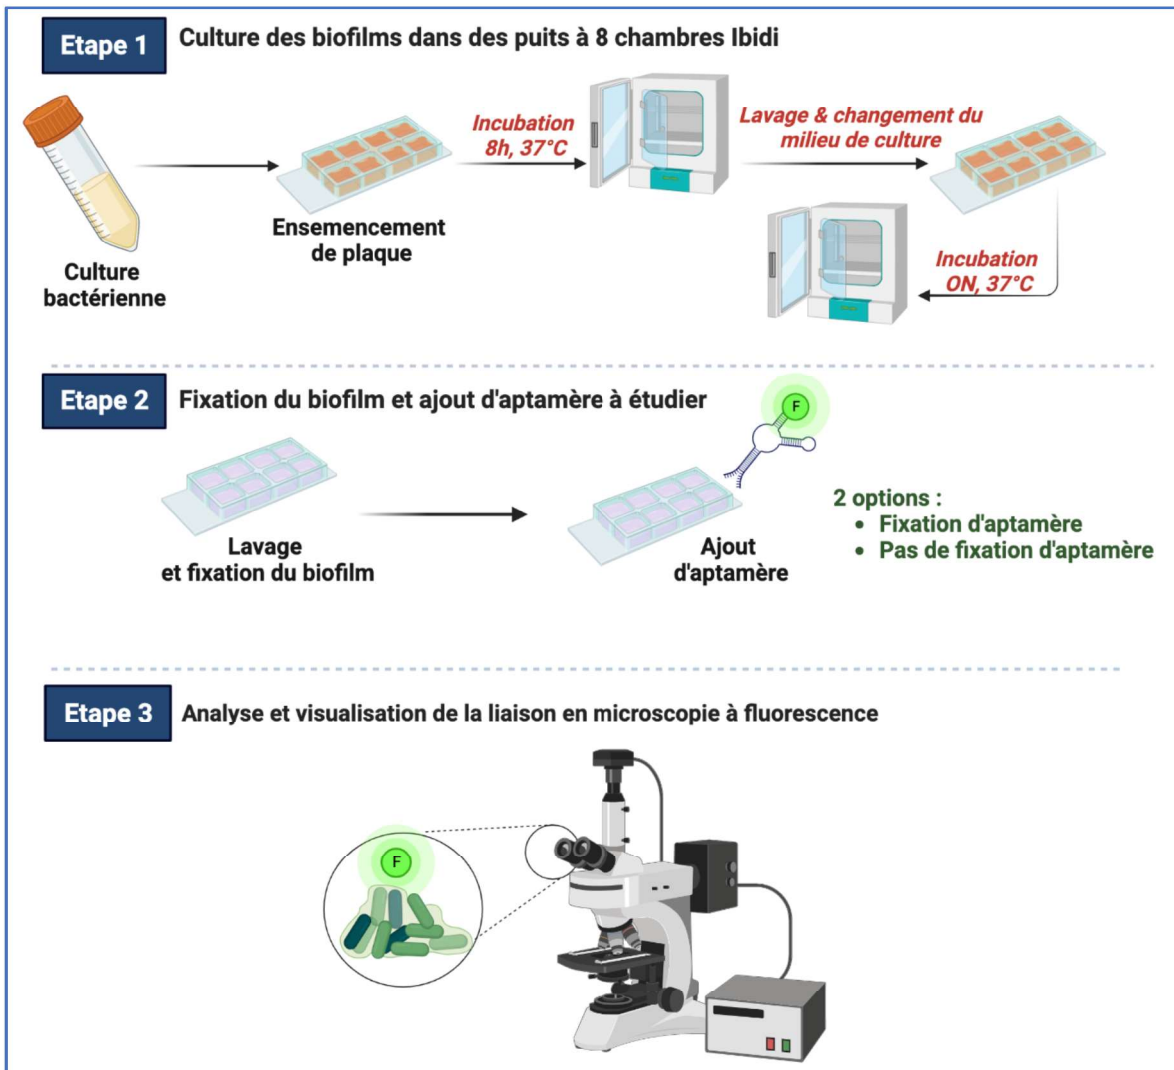 Etape 1
Culture des biofilms dans des puits à 8 chambres Ibidi
Incubation
8h, 37°C
Lavage & changement du
milieu de culture
Ensemencement
de plaque
Culture
bactérienne
Incubation
ON, 37°C
Etape 2
Fixation du biofilm et ajout d'aptamère à étudier
F
Lavage
et fixation du biofilm
Ajout
d'aptamère
2 options :
• Fixation d'aptamère
• Pas de fixation d'aptamère
Etape 3
Analyse et visualisation de la liaison en microscopie à fluorescence
F